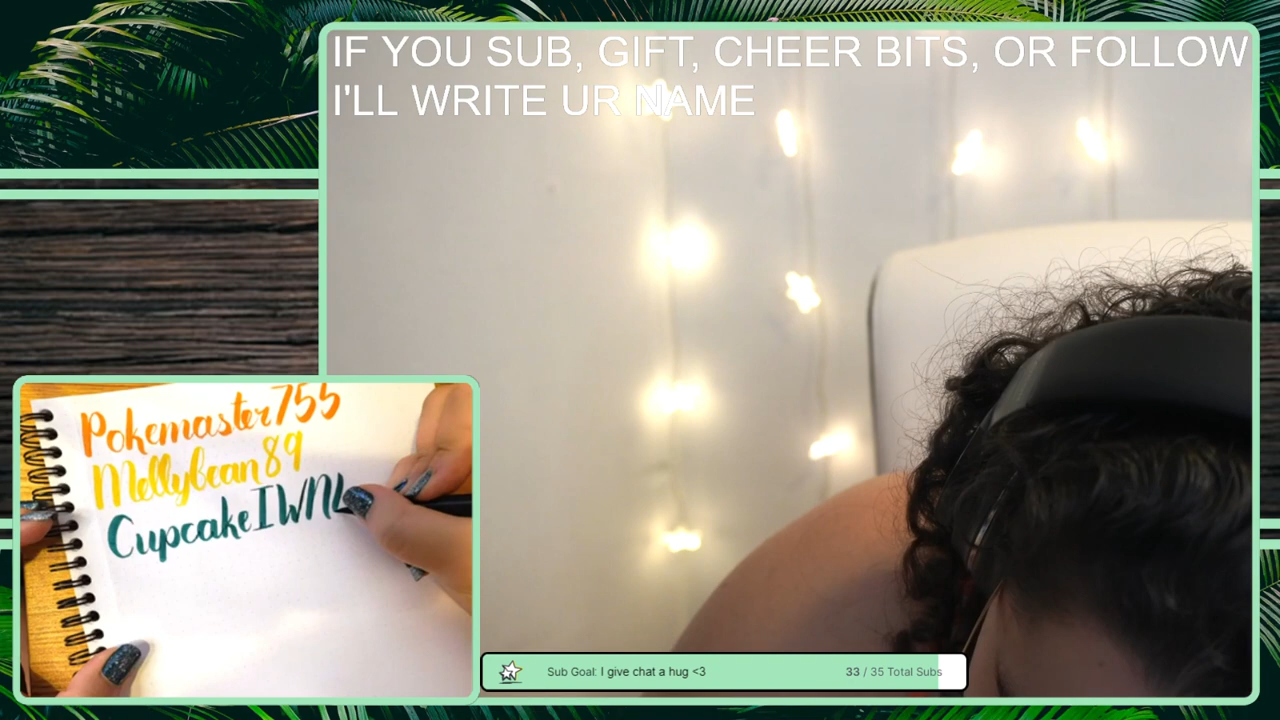 IF YOU SUB, GIFT, CHEER BITS, OR FOLLOW
I'LL WRITE UR NAME
Pokemaster755
Mellybean89
CupcakeIWNL
Sub Goal: I give chat a hug <3
33 / 35 Total Subs